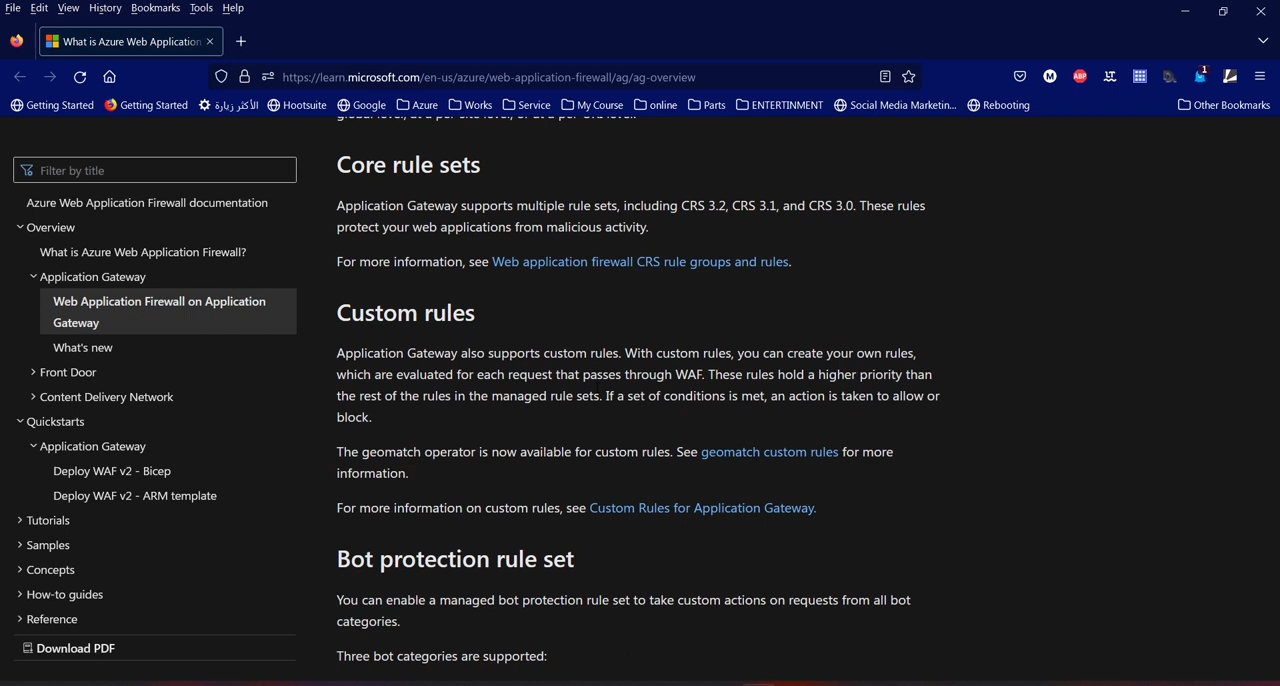 File Edit View History Bookmarks Tools Help
What is Azure Web Application
https://learn.microsoft.com/en-us/azure/web-application-firewall/ag/ag-overview
M ABP 1
Getting Started Getting Started الأكثر زيارة Hootsuite Google Azure Works Service My Course online Parts ENTERTINMENT Social Media Marketin... Rebooting Other Bookmarks
Filter by title
Azure Web Application Firewall documentation
Overview
What is Azure Web Application Firewall?
Application Gateway
Web Application Firewall on Application
Gateway
What's new
Front Door
Content Delivery Network
Quickstarts
Application Gateway
Deploy WAF v2 - Bicep
Deploy WAF v2 - ARM template
Tutorials
Samples
Concepts
How-to guides
Reference
Download PDF
Core rule sets
Application Gateway supports multiple rule sets, including CRS 3.2, CRS 3.1, and CRS 3.0. These rules
protect your web applications from malicious activity.
For more information, see Web application firewall CRS rule groups and rules.
Custom rules
Application Gateway also supports custom rules. With custom rules, you can create your own rules,
which are evaluated for each request that passes through WAF. These rules hold a higher priority than
the rest of the rules in the managed rule sets. If a set of conditions is met, an action is taken to allow or
block.
The geomatch operator is now available for custom rules. See geomatch custom rules for more
information.
For more information on custom rules, see Custom Rules for Application Gateway.
Bot protection rule set
You can enable a managed bot protection rule set to take custom actions on requests from all bot
categories.
Three bot categories are supported: